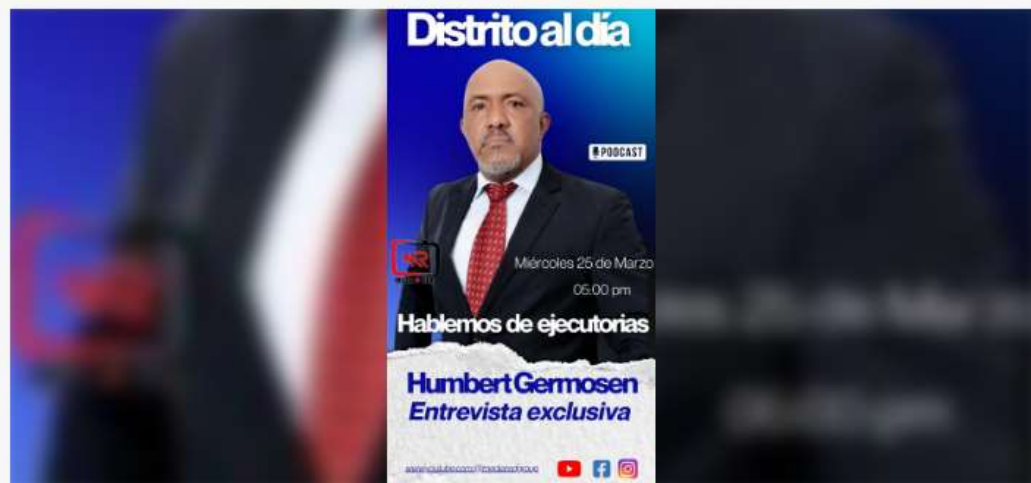 Distrito al día
PODCAST
Miércoles 25 de Marzo
05:00 pm
Hablemos de ejecutorias
Humbert Germosen
Entrevista exclusiva